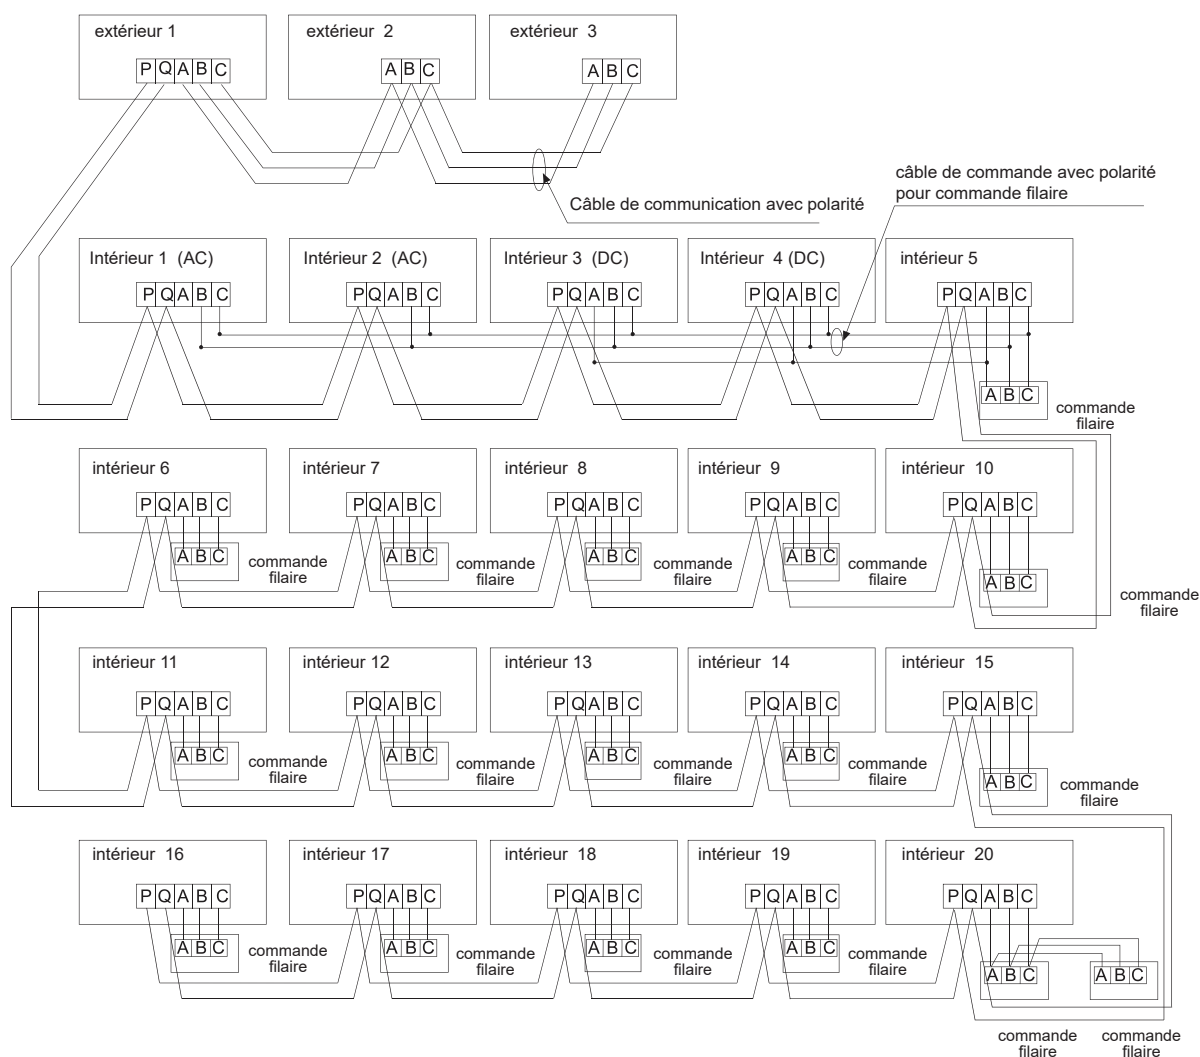 extérieur 1
extérieur 2
extérieur 3
P Q A B C
A B C
A B C
câble de commande avec polarité
pour commande filaire
Câble de communication avec polarité
Intérieur 1 (AC)
Intérieur 2 (AC)
Intérieur 3 (DC)
Intérieur 4 (DC)
intérieur 5
P Q A B C
P Q A B C
P Q A B C
P Q A B C
P Q A B C
A B C
commande
filaire
intérieur 6
intérieur 7
intérieur 8
intérieur 9
intérieur 10
P Q A B C
P Q A B C
P Q A B C
P Q A B C
P Q A B C
A B C
commande
filaire
A B C
commande
filaire
A B C
commande
filaire
A B C
commande
filaire
A B C
commande
filaire
intérieur 11
intérieur 12
intérieur 13
intérieur 14
intérieur 15
P Q A B C
P Q A B C
P Q A B C
P Q A B C
P Q A B C
A B C
commande
filaire
A B C
commande
filaire
A B C
commande
filaire
A B C
commande
filaire
A B C
commande
filaire
intérieur 16
intérieur 17
intérieur 18
intérieur 19
intérieur 20
P Q A B C
P Q A B C
P Q A B C
P Q A B C
P Q A B C
A B C
commande
filaire
A B C
commande
filaire
A B C
commande
filaire
A B C
commande
filaire
A B C
A B C
commande
filaire
commande
filaire